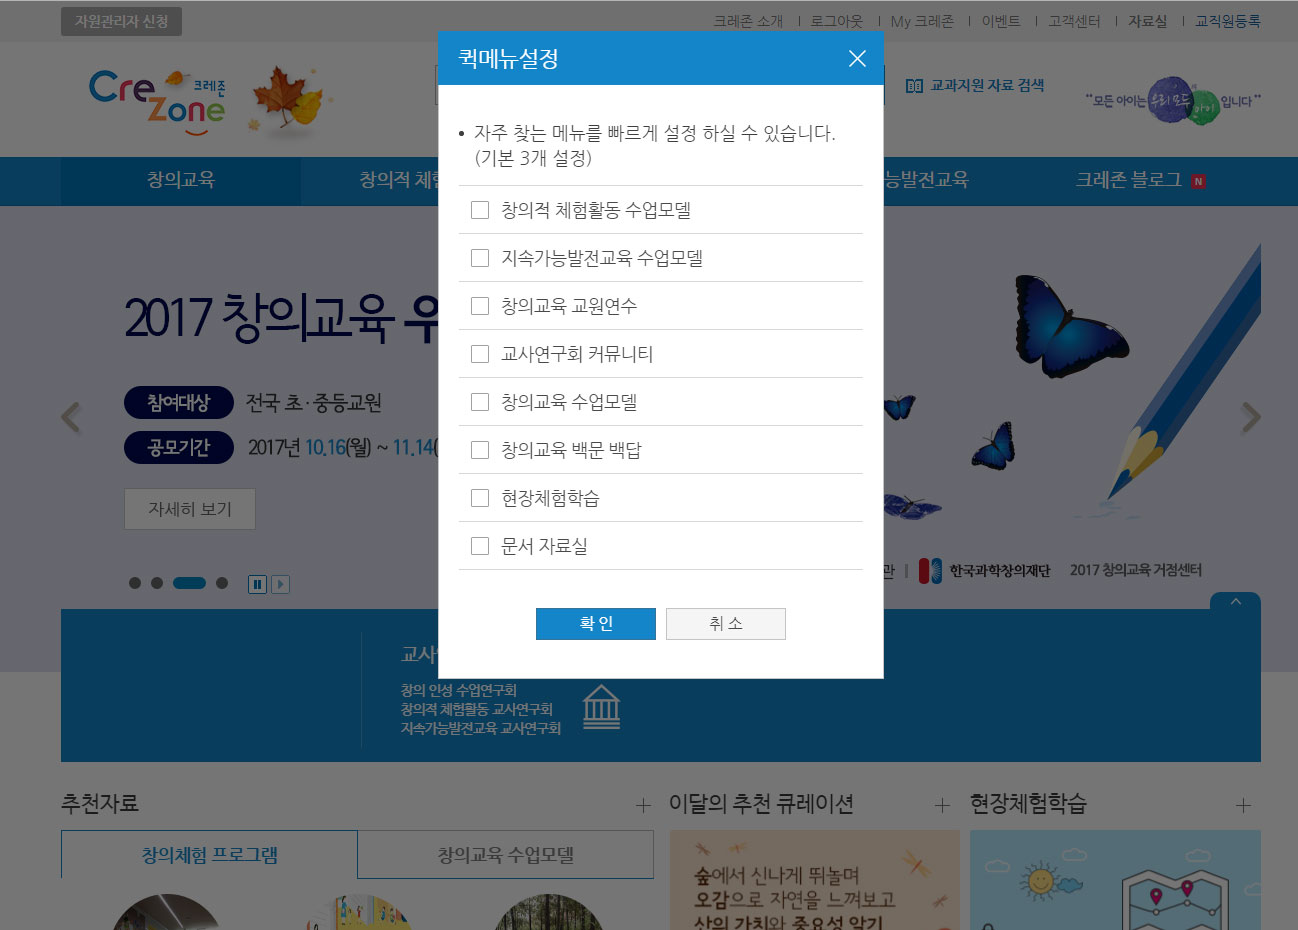 자원관리자 신청
크레존 소개 로그아웃 My 크레존 이벤트 고객센터 자료실 교직원등록
퀵메뉴설정
CreZone 크레존
교과지원 자료 검색
"모든 아이는 우리 모두의 아이입니다"
창의교육
창의적 체험
능발전교육
크레존 블로그 N
• 자주 찾는 메뉴를 빠르게 설정 하실 수 있습니다.
(기본 3개 설정)
창의적 체험활동 수업모델
지속가능발전교육 수업모델
창의교육 교원연수
교사연구회 커뮤니티
창의교육 수업모델
창의교육 백문 백답
현장체험학습
문서 자료실
확 인
취 소
2017 창의교육 우
참여대상 전국 초·중등교원
공모기간 2017년 10.16(월) ~ 11.14(
자세히 보기
관 | 한국과학창의재단 2017 창의교육 거점센터
교사
창의 인성 수업연구회
창의적 체험활동 교사연구회
지속가능발전교육 교사연구회
추천자료
이달의 추천 큐레이션
현장체험학습
창의체험 프로그램
창의교육 수업모델
숲에서 신나게 뛰놀며
오감으로 자연을 느껴보고
산의 가치와 중요성 알기